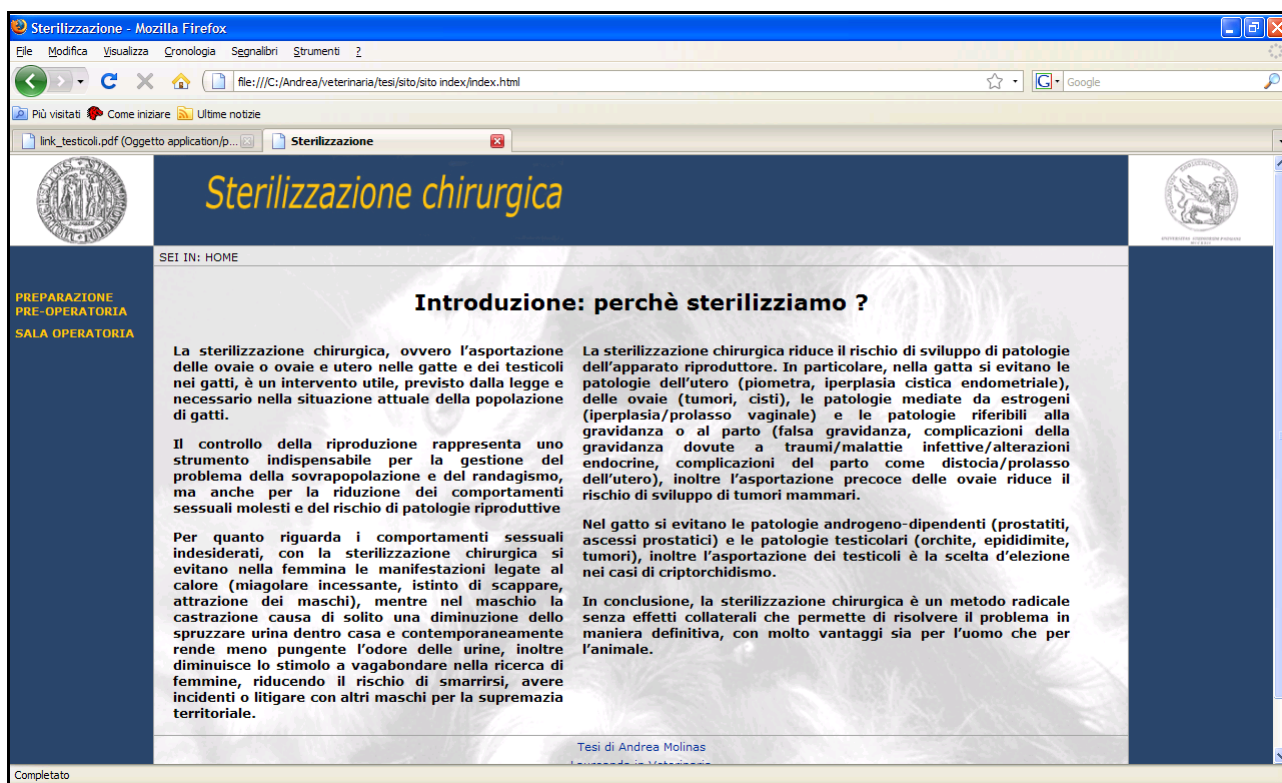 Sterilizzazione - Mozilla Firefox
File Modifica Visualizza Cronologia Segnalibri Strumenti ?
file:///C:/Andrea/veterinaria/tesi/sito/sito index/index.html
Google
Più visitati Come iniziare Ultime notizie
link_testicoli.pdf (Oggetto application/p...
Sterilizzazione
Sterilizzazione chirurgica
SEI IN: HOME
PREPARAZIONE
PRE-OPERATORIA
SALA OPERATORIA
Introduzione: perchè sterilizziamo ?
La sterilizzazione chirurgica, ovvero l'asportazione
delle ovaie o ovaie e utero nelle gatte e dei testicoli
nei gatti, è un intervento utile, previsto dalla legge e
necessario nella situazione attuale della popolazione
di gatti.
Il controllo della riproduzione rappresenta uno
strumento indispensabile per la gestione del
problema della sovrapopolazione e del randagismo,
ma anche per la riduzione dei comportamenti
sessuali molesti e del rischio di patologie riproduttive
Per quanto riguarda i comportamenti sessuali
indesiderati, con la sterilizzazione chirurgica si
evitano nella femmina le manifestazioni legate al
calore (miagolare incessante, istinto di scappare,
attrazione dei maschi), mentre nel maschio la
castrazione causa di solito una diminuzione dello
spruzzare urina dentro casa e contemporaneamente
rende meno pungente l'odore delle urine, inoltre
diminuisce lo stimolo a vagabondare nella ricerca di
femmine, riducendo il rischio di smarrirsi, avere
incidenti o litigare con altri maschi per la supremazia
territoriale.
La sterilizzazione chirurgica riduce il rischio di sviluppo di patologie
dell'apparato riproduttore. In particolare, nella gatta si evitano le
patologie dell'utero (piometra, iperplasia cistica endometriale),
delle ovaie (tumori, cisti), le patologie mediate da estrogeni
(iperplasia/prolasso vaginale) e le patologie riferibili alla
gravidanza o al parto (falsa gravidanza, complicazioni della
gravidanza dovute a traumi/malattie infettive/alterazioni
endocrine, complicazioni del parto come distocia/prolasso
dell'utero), inoltre l'asportazione precoce delle ovaie riduce il
rischio di sviluppo di tumori mammari.
Nel gatto si evitano le patologie androgeno-dipendenti (prostatiti,
ascessi prostatici) e le patologie testicolari (orchite, epididimite,
tumori), inoltre l'asportazione dei testicoli è la scelta d'elezione
nei casi di criptorchidismo.
In conclusione, la sterilizzazione chirurgica è un metodo radicale
senza effetti collaterali che permette di risolvere il problema in
maniera definitiva, con molto vantaggi sia per l'uomo che per
l'animale.
Tesi di Andrea Molinas
Laureando in Veterinaria
Completato